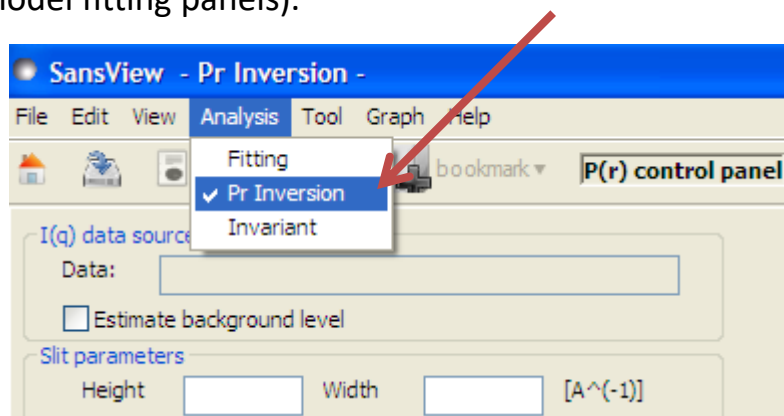 odel fitting panels).
SansView - Pr Inversion -
File Edit View Analysis Tool Graph Help
Fitting
bookmark
P(r) control panel
✓ Pr Inversion
Invariant
I(q) data source
Data:
Estimate background level
Slit parameters
Height Width [A^(-1)]